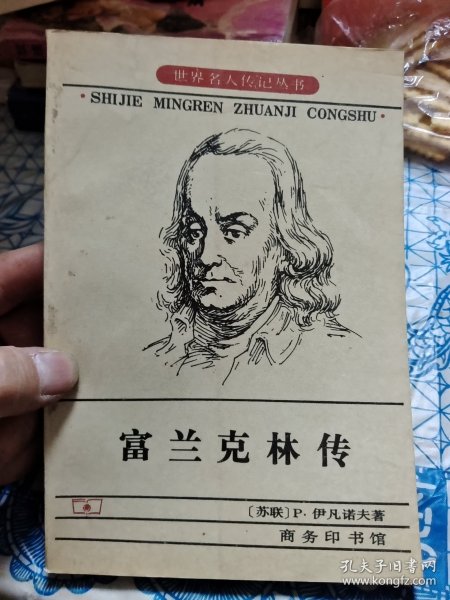 世界名人传记丛书
· SHIJIE MINGREN ZHUANJI CONGSHU ·
富兰克林传
〔苏联〕P·伊凡诺夫著
商务印书馆
孔夫子旧书网
www.kongfz.com